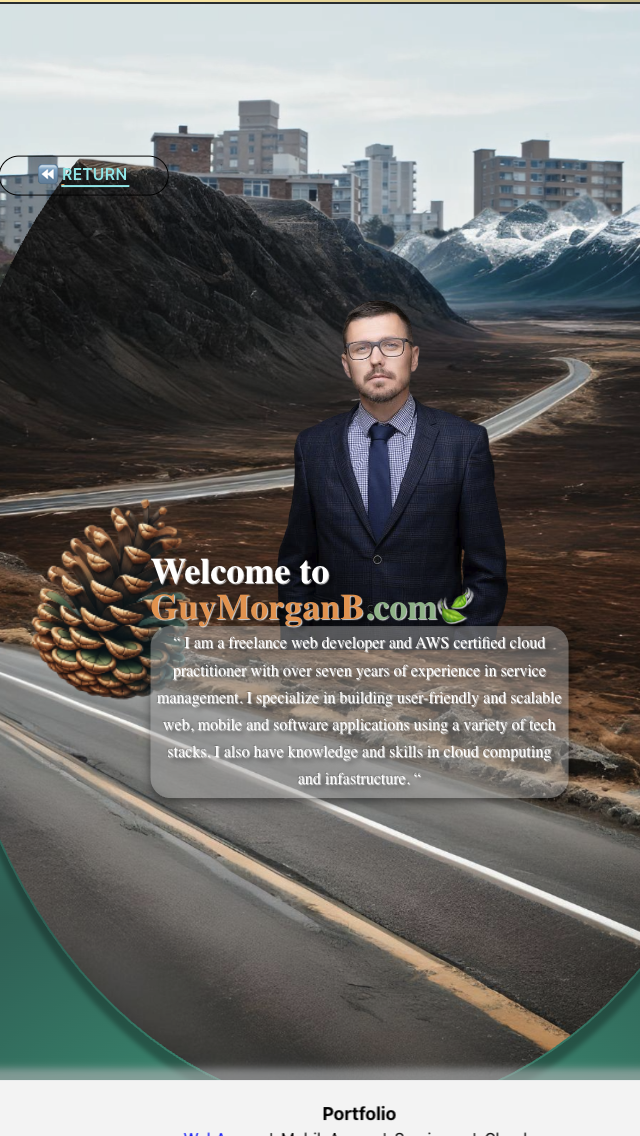 RETURN
Welcome to
GuyMorganB.com
“ I am a freelance web developer and AWS certified cloud
practitioner with over seven years of experience in service
management. I specialize in building user-friendly and scalable
web, mobile and software applications using a variety of tech
stacks. I also have knowledge and skills in cloud computing
and infastructure. “
Portfolio